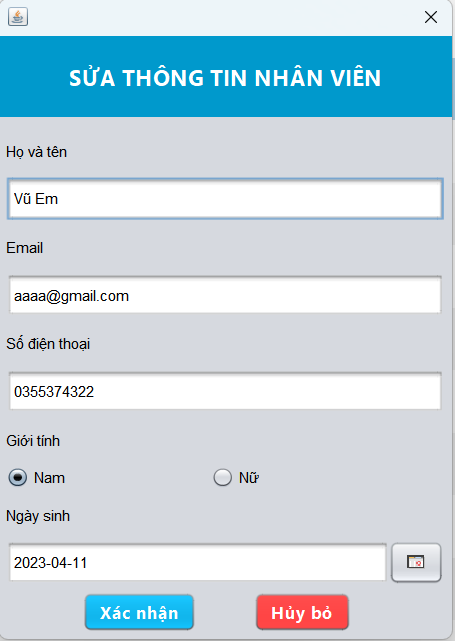 SỬA THÔNG TIN NHÂN VIÊN
Họ và tên
Vũ Em
Email
aaaa@gmail.com
Số điện thoại
0355374322
Giới tính
Nam Nữ
Ngày sinh
2023-04-11
Xác nhận Hủy bỏ